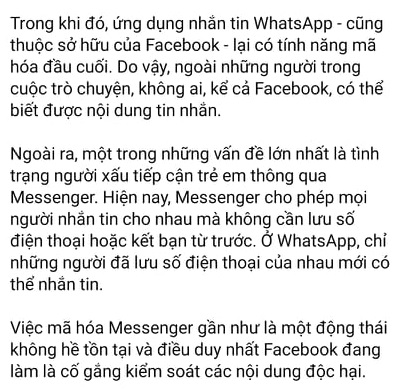 Trong khi đó, ứng dụng nhắn tin WhatsApp - cũng
thuộc sở hữu của Facebook - lại có tính năng mã
hóa đầu cuối. Do vậy, ngoài những người trong
cuộc trò chuyện, không ai, kể cả Facebook, có thể
biết được nội dung tin nhắn.
Ngoài ra, một trong những vấn đề lớn nhất là tình
trạng người xấu tiếp cận trẻ em thông qua
Messenger. Hiện nay, Messenger cho phép mọi
người nhắn tin cho nhau mà không cần lưu số
điện thoại hoặc kết bạn từ trước. Ở WhatsApp, chỉ
những người đã lưu số điện thoại của nhau mới có
thể nhắn tin.
Việc mã hóa Messenger gần như là một động thái
không hề tồn tại và điều duy nhất Facebook đang
làm là cố gắng kiểm soát các nội dung độc hại.